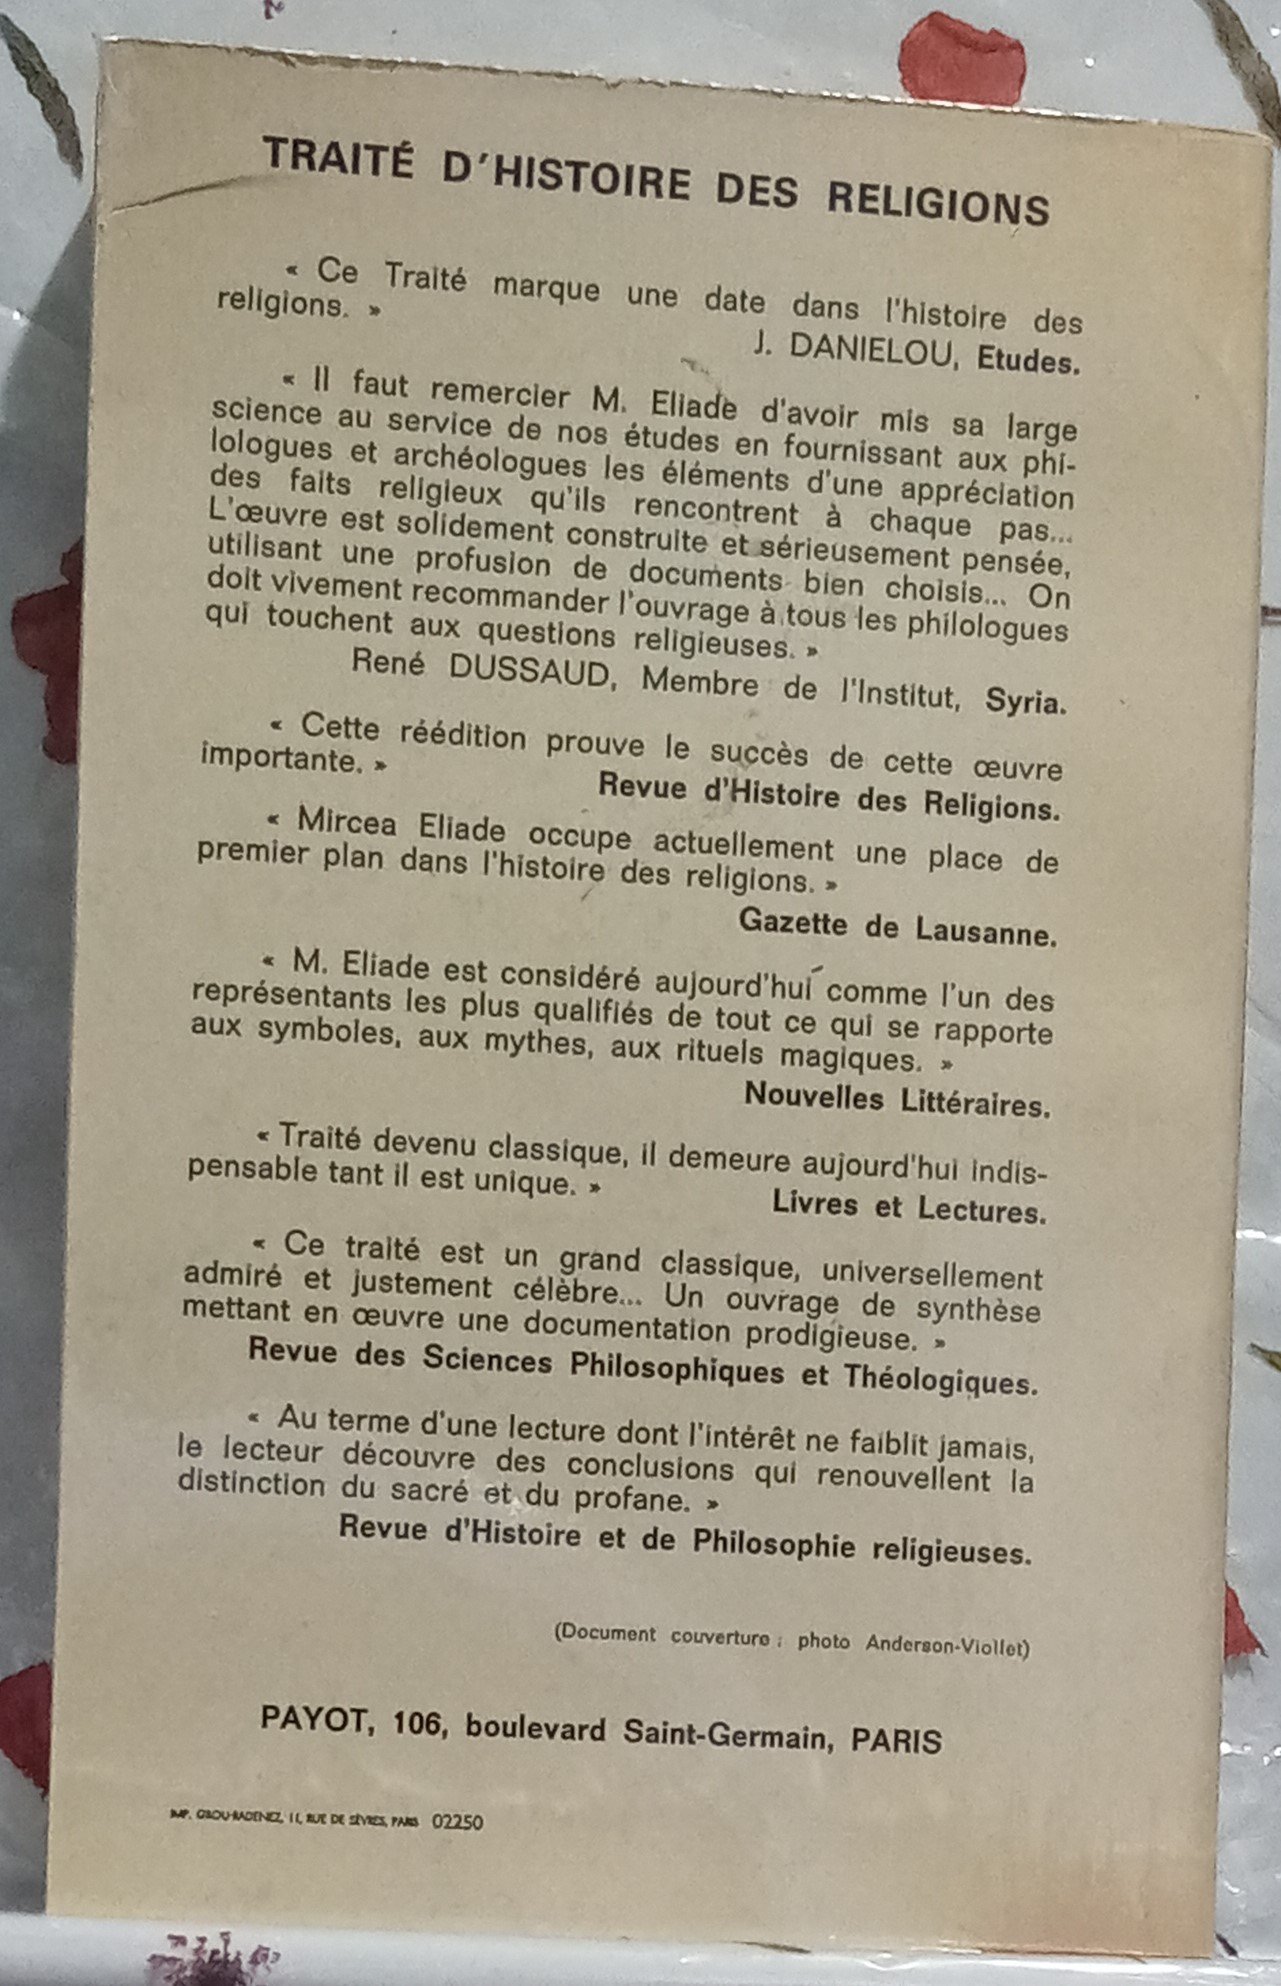 TRAITÉ D'HISTOIRE DES RELIGIONS
« Ce Traité marque une date dans l'histoire des
religions. »
J. DANIELOU, Etudes.
« Il faut remercier M. Eliade d'avoir mis sa large
science au service de nos études en fournissant aux phi-
lologues et archéologues les éléments d'une appréciation
des faits religieux qu'ils rencontrent à chaque pas...
L'œuvre est solidement construite et sérieusement pensée,
utilisant une profusion de documents bien choisis... On
doit vivement recommander l'ouvrage à tous les philologues
qui touchent aux questions religieuses. »
René DUSSAUD, Membre de l'Institut, Syria.
« Cette réédition prouve le succès de cette œuvre
importante. »
Revue d'Histoire des Religions.
« Mircea Eliade occupe actuellement une place de
premier plan dans l'histoire des religions. »
Gazette de Lausanne.
« M. Eliade est considéré aujourd'hui comme l'un des
représentants les plus qualifiés de tout ce qui se rapporte
aux symboles, aux mythes, aux rituels magiques. »
Nouvelles Littéraires.
« Traité devenu classique, il demeure aujourd'hui indis-
pensable tant il est unique. »
Livres et Lectures.
« Ce traité est un grand classique, universellement
admiré et justement célèbre... Un ouvrage de synthèse
mettant en œuvre une documentation prodigieuse. »
Revue des Sciences Philosophiques et Théologiques.
« Au terme d'une lecture dont l'intérêt ne faiblit jamais,
le lecteur découvre des conclusions qui renouvellent la
distinction du sacré et du profane. »
Revue d'Histoire et de Philosophie religieuses.
(Document couverture : photo Anderson-Viollet)
PAYOT, 106, boulevard Saint-Germain, PARIS
IMP. GROU-RADENEZ, 11, RUE DE SÈVRES, PARIS 02250